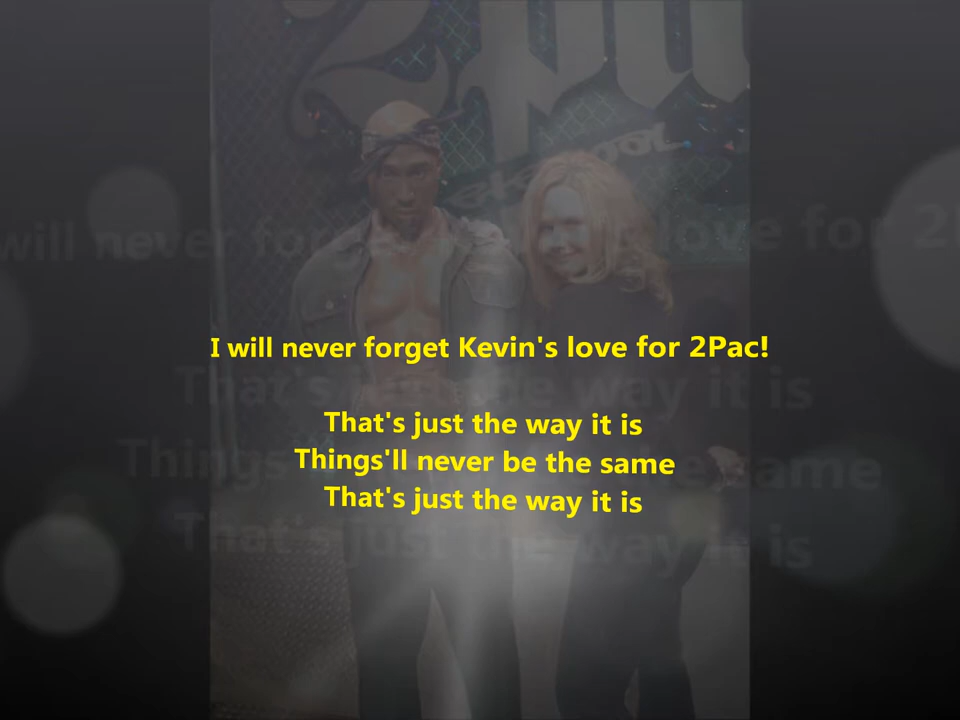 I will never forget Kevin's love for 2Pac!
That's just the way it is
Things'll never be the same
That's just the way it is